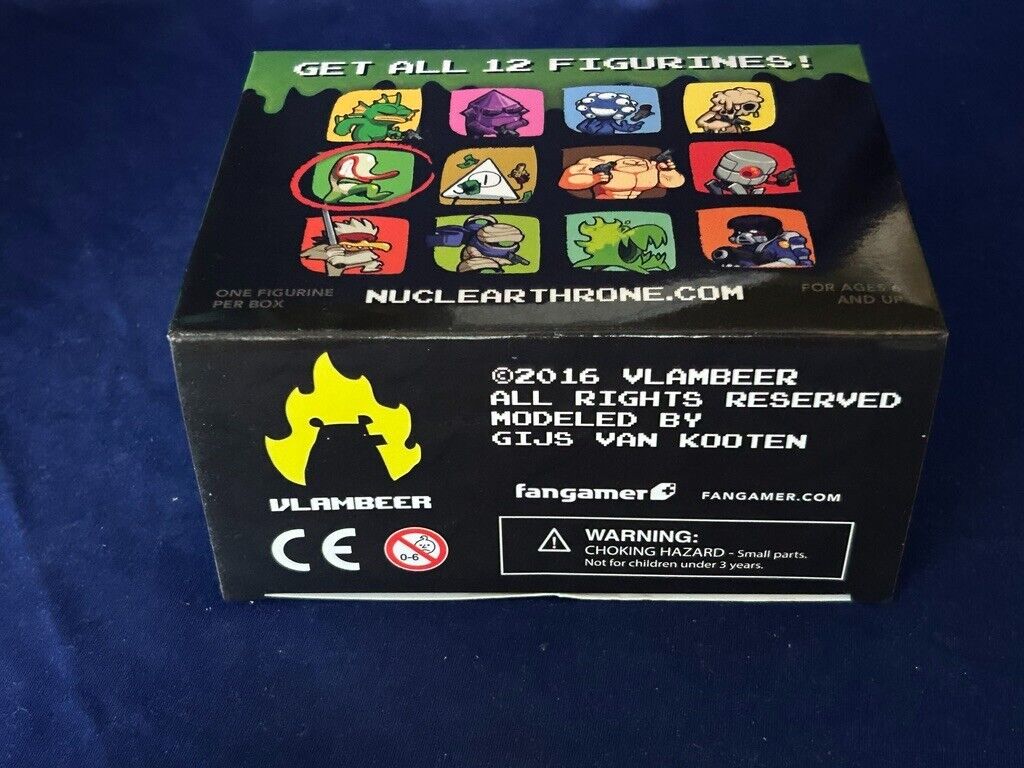 GET ALL 12 FIGURINES!
ONE FIGURINE
PER BOX
NUCLEARTHRONE.COM
FOR AGES 6
AND UP
©2016 VLAMBEER
ALL RIGHTS RESERVED
MODELED BY
GIJS VAN KOOTEN
VLAMBEER
fangamer
FANGAMER.COM
CE
0-6
WARNING:
CHOKING HAZARD - Small parts.
Not for children under 3 years.